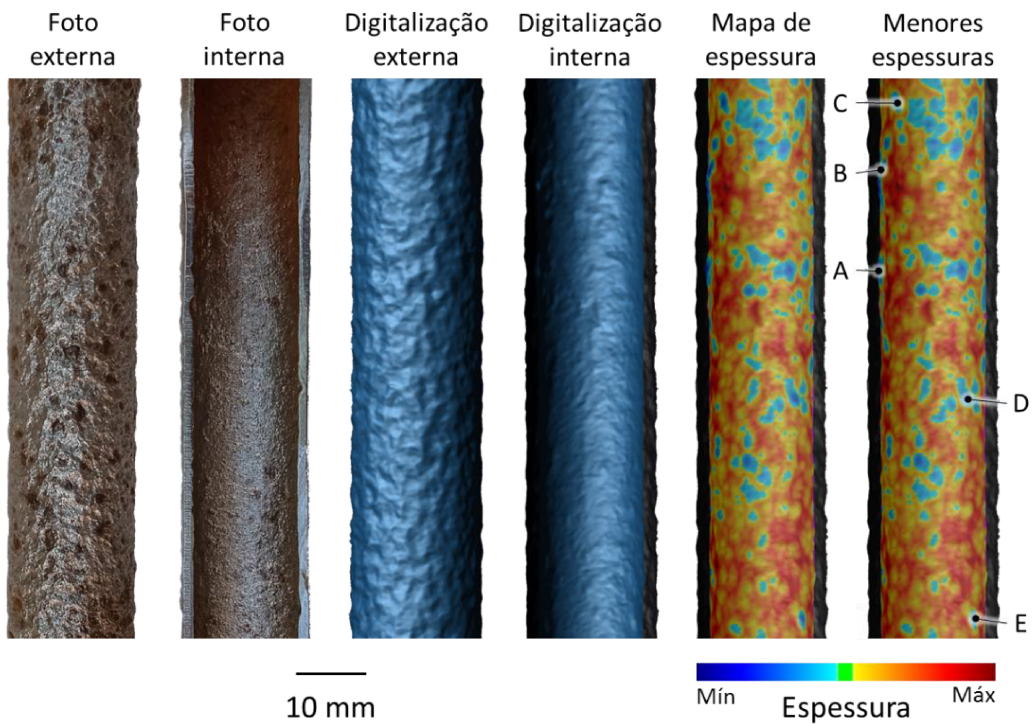 Foto
externa
Foto
interna
Digitalização
externa
Digitalização
interna
Mapa de
espessura
Menores
espessuras
C
B
A
D
E
10 mm
Mín
Máx
Espessura